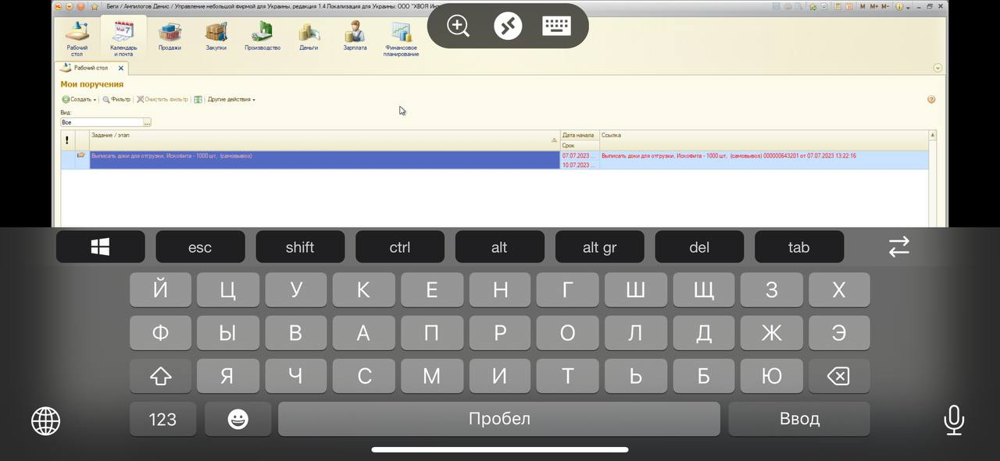 Беги / Ампилогов Денис / Управление небольшой фирмой для Украины, редакция 1.4 Локализация для Украины: ООО "ХВОЯ
M M+ M-
Рабочий стол
Календарь и почта
Продажи
Закупки
Производство
Деньги
Зарплата
Финансовое планирование
Рабочий стол
Мои поручения
Создать
Фильтр
Очистить фильтр
Другие действия
Вид:
Все
...
! Задание / этап Дата начала Ссылка
Срок
Выписать доки для отгрузки, Искофита - 1000 шт, (самовывоз) 07.07.2023 ... Выписать доки для отгрузки, Искофита - 1000 шт, (самовывоз) 000000643201 от 07.07.2023 13:22:16
10.07.2023 ...
esc shift ctrl alt alt gr del tab
Й Ц У К Е Н Г Ш Щ З Х
Ф Ы В А П Р О Л Д Ж Э
Я Ч С М И Т Ь Б Ю
123 Пробел Ввод